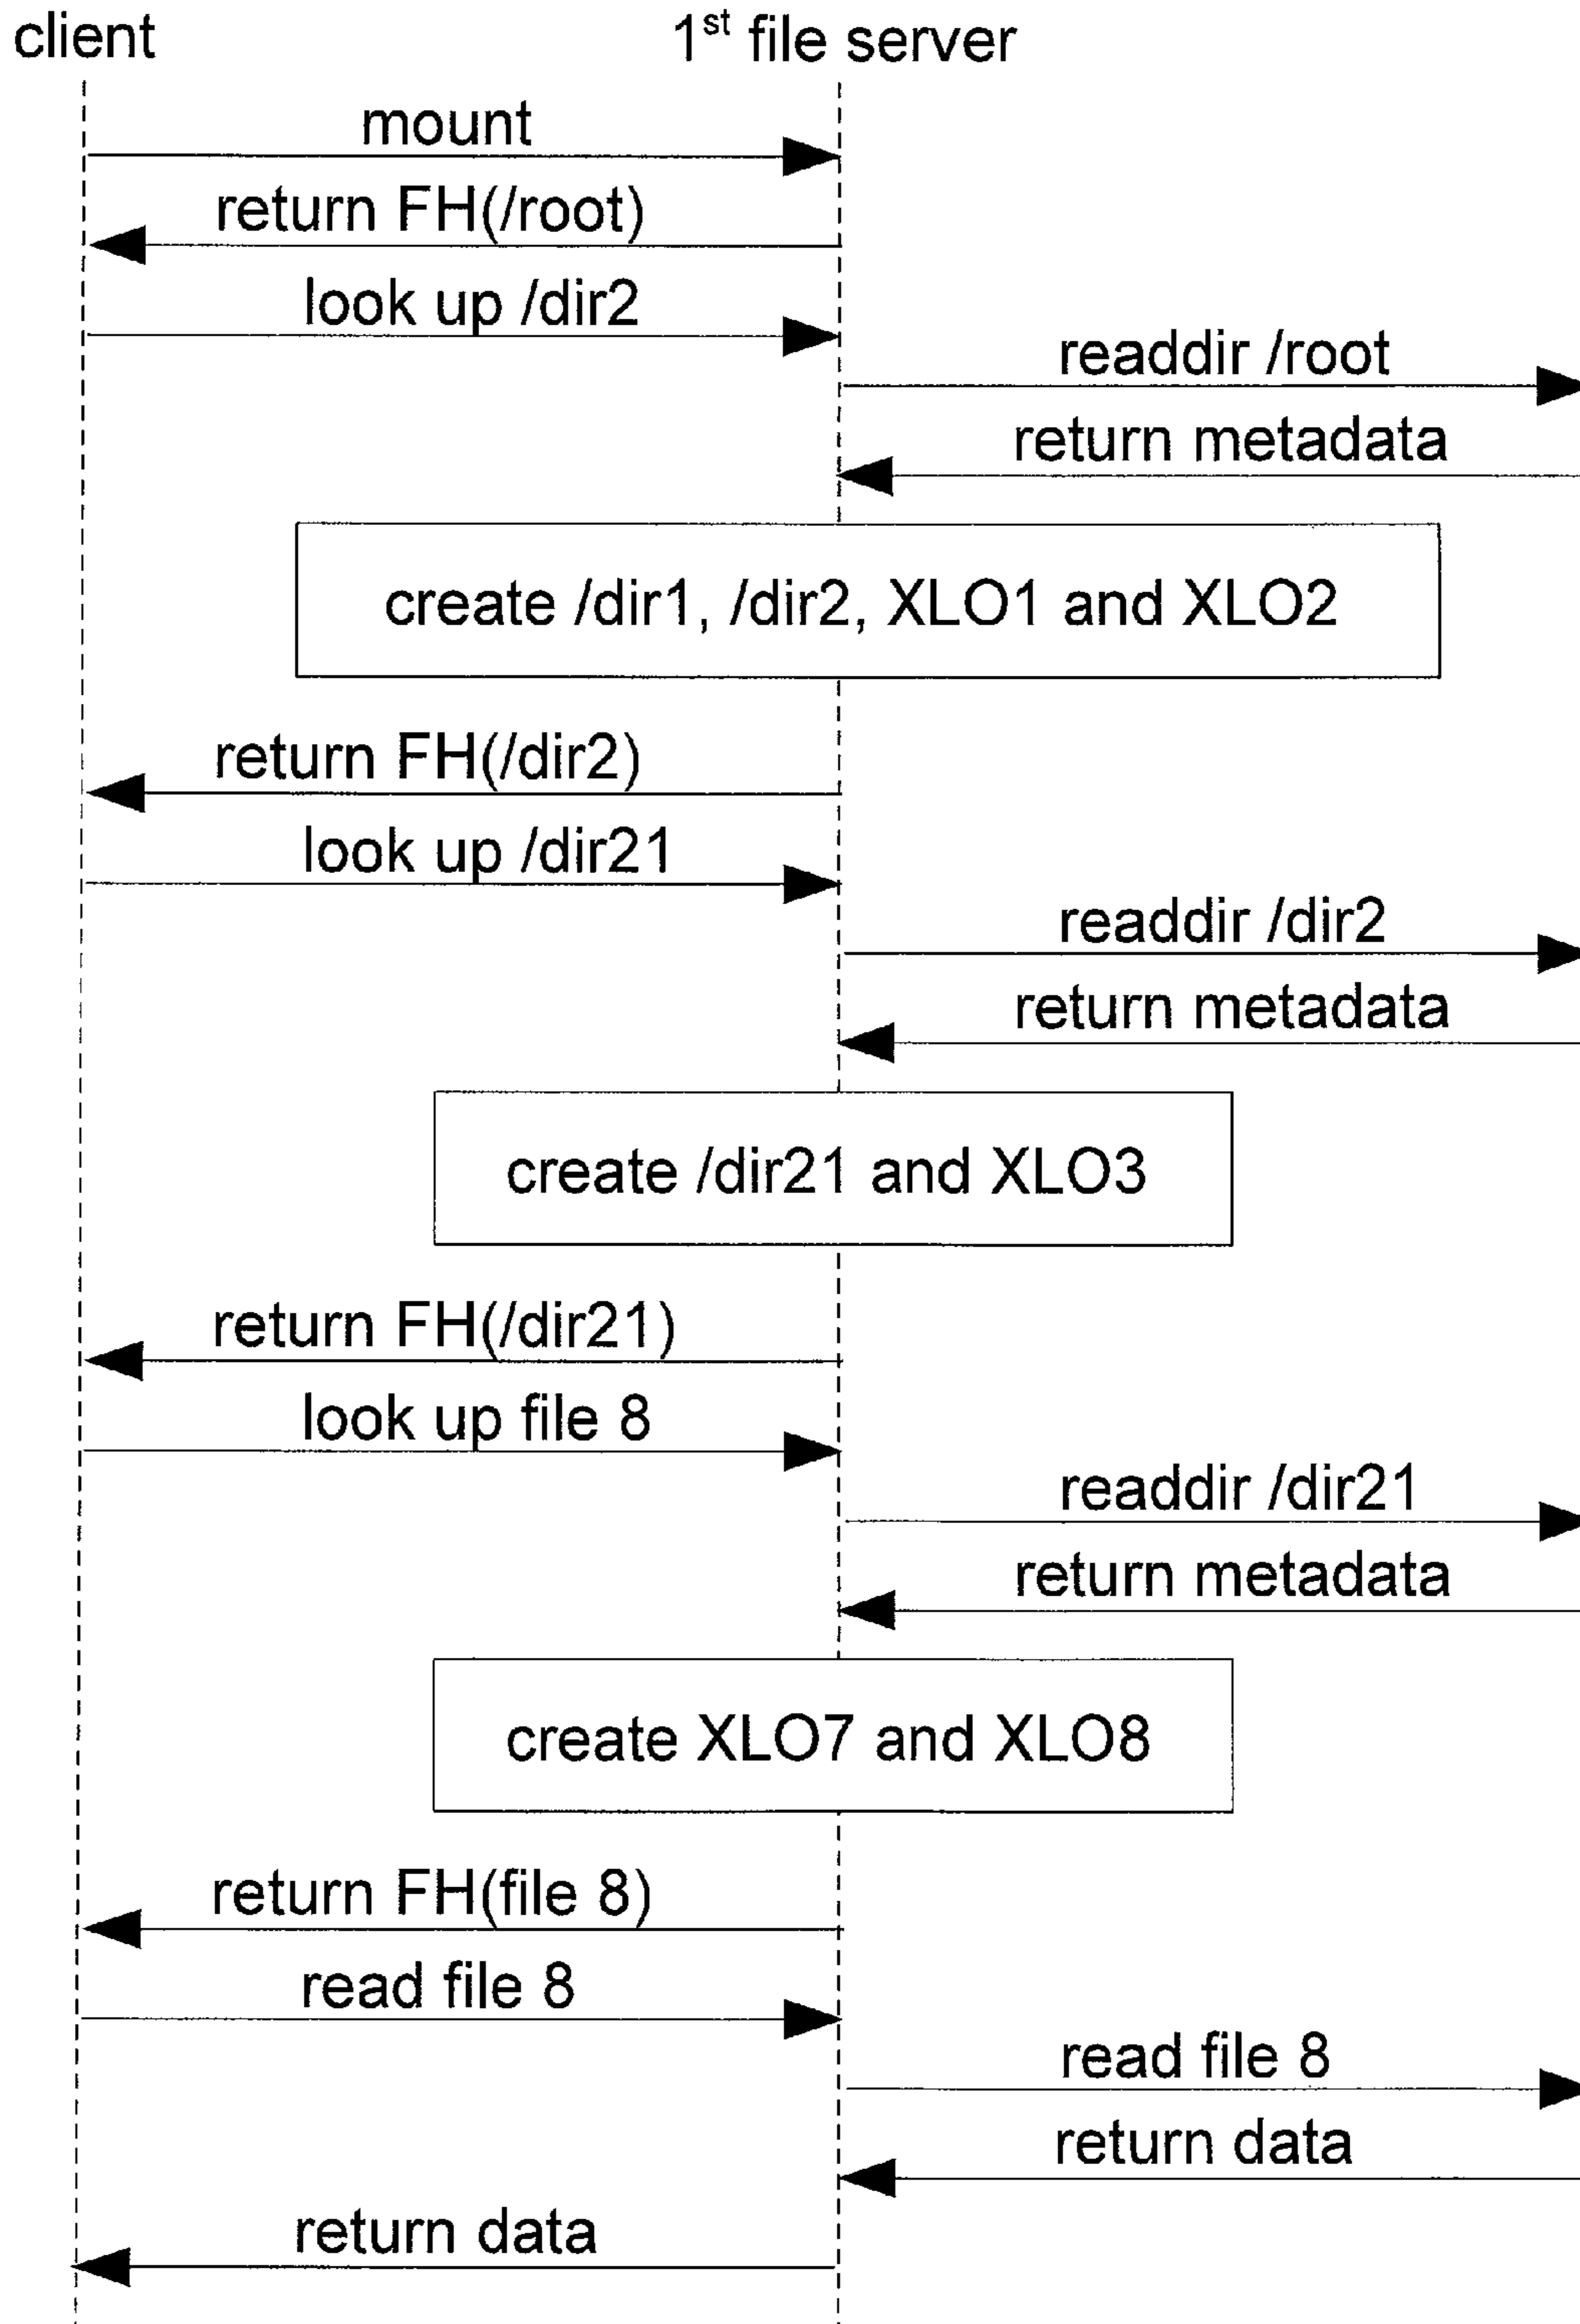 client
1st file server
mount
return FH(/root)
look up /dir2
readdir /root
return metadata
create /dir1, /dir2, XLO1 and XLO2
return FH(/dir2)
look up /dir21
readdir /dir2
return metadata
create /dir21 and XLO3
return FH(/dir21)
look up file 8
readdir /dir21
return metadata
create XLO7 and XLO8
return FH(file 8)
read file 8
read file 8
return data
return data